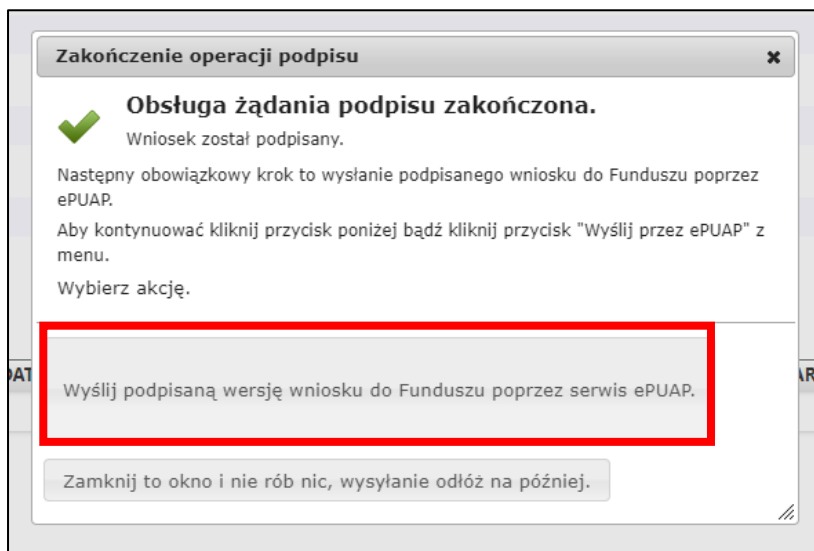 Zakończenie operacji podpisu
Obsługa żądania podpisu zakończona.
Wniosek został podpisany.
Następny obowiązkowy krok to wysłanie podpisanego wniosku do Funduszu poprzez
ePUAP.
Aby kontynuować kliknij przycisk poniżej bądź kliknij przycisk "Wyślij przez ePUAP" z
menu.
Wybierz akcję.
DAT
AR
Wyślij podpisaną wersję wniosku do Funduszu poprzez serwis ePUAP.
Zamknij to okno i nie rób nic, wysyłanie odłóż na później.